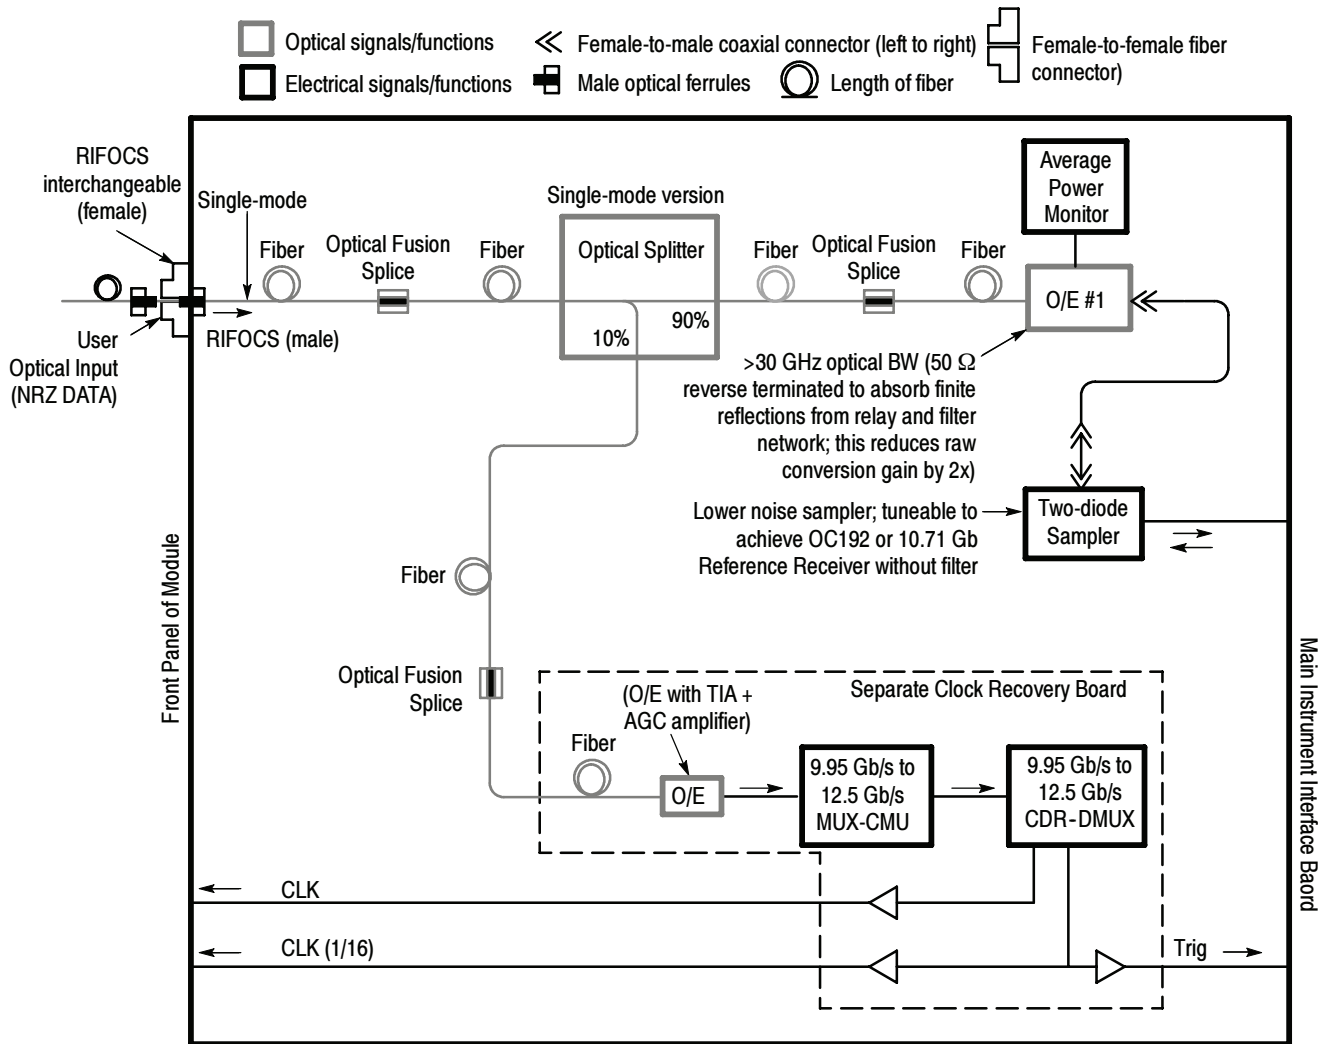 Optical signals/functions
Female-to-male coaxial connector (left to right)
Female-to-female fiber
connector)
Electrical signals/functions
Male optical ferrules
Length of fiber
RIFOCS
interchangeable
(female)
Single-mode
Fiber
Optical Fusion
Splice
Fiber
Single-mode version
Optical Splitter
90%
10%
Fiber
Optical Fusion
Splice
Fiber
Average
Power
Monitor
O/E #1
User
Optical Input
(NRZ DATA)
RIFOCS (male)
>30 GHz optical BW (50 Ω
reverse terminated to absorb finite
reflections from relay and filter
network; this reduces raw
conversion gain by 2x)
Lower noise sampler; tuneable to
achieve OC192 or 10.71 Gb
Reference Receiver without filter
Two-diode
Sampler
Front Panel of Module
Fiber
Optical Fusion
Splice
(O/E with TIA +
AGC amplifier)
Separate Clock Recovery Board
Fiber
O/E
9.95 Gb/s to
12.5 Gb/s
MUX-CMU
9.95 Gb/s to
12.5 Gb/s
CDR-DMUX
Main Instrument Interface Baord
CLK
CLK (1/16)
Trig